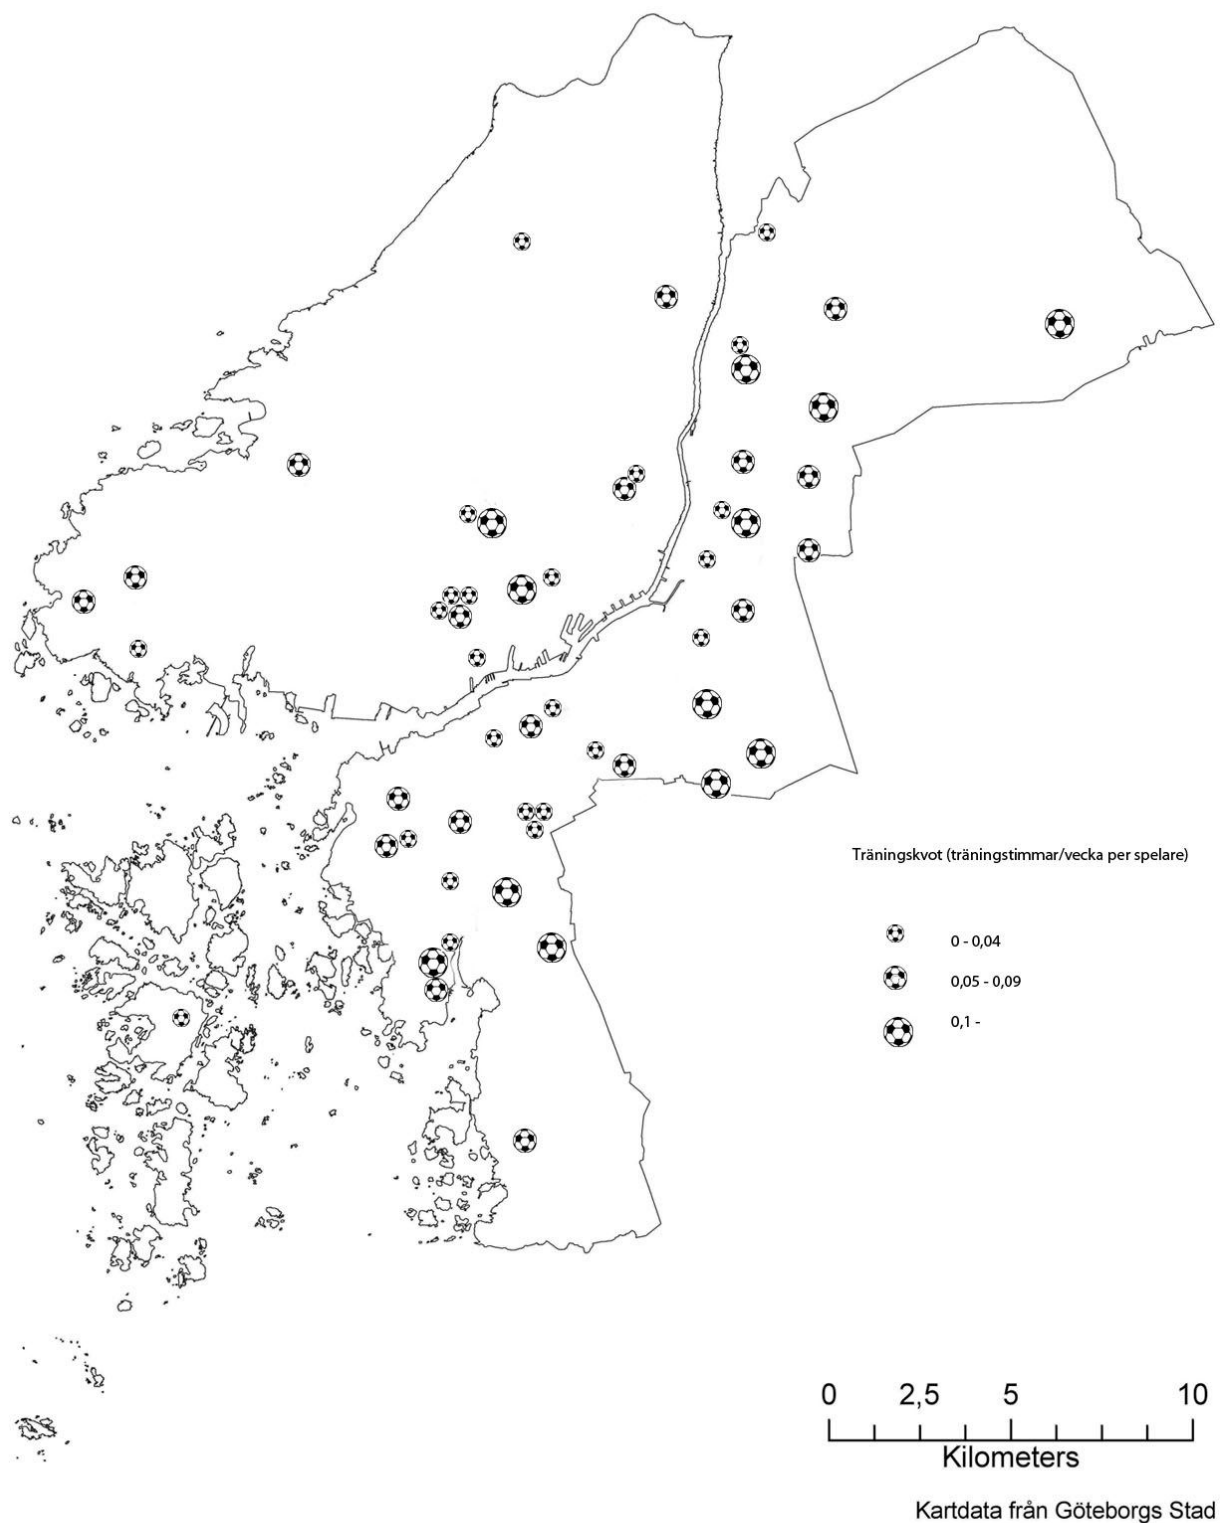 Träningskvot (träningstimmar/vecka per spelare)
0 - 0,04
0,05 - 0,09
0,1 -
0 2,5 5 10
Kilometers
Kartdata från Göteborgs Stad